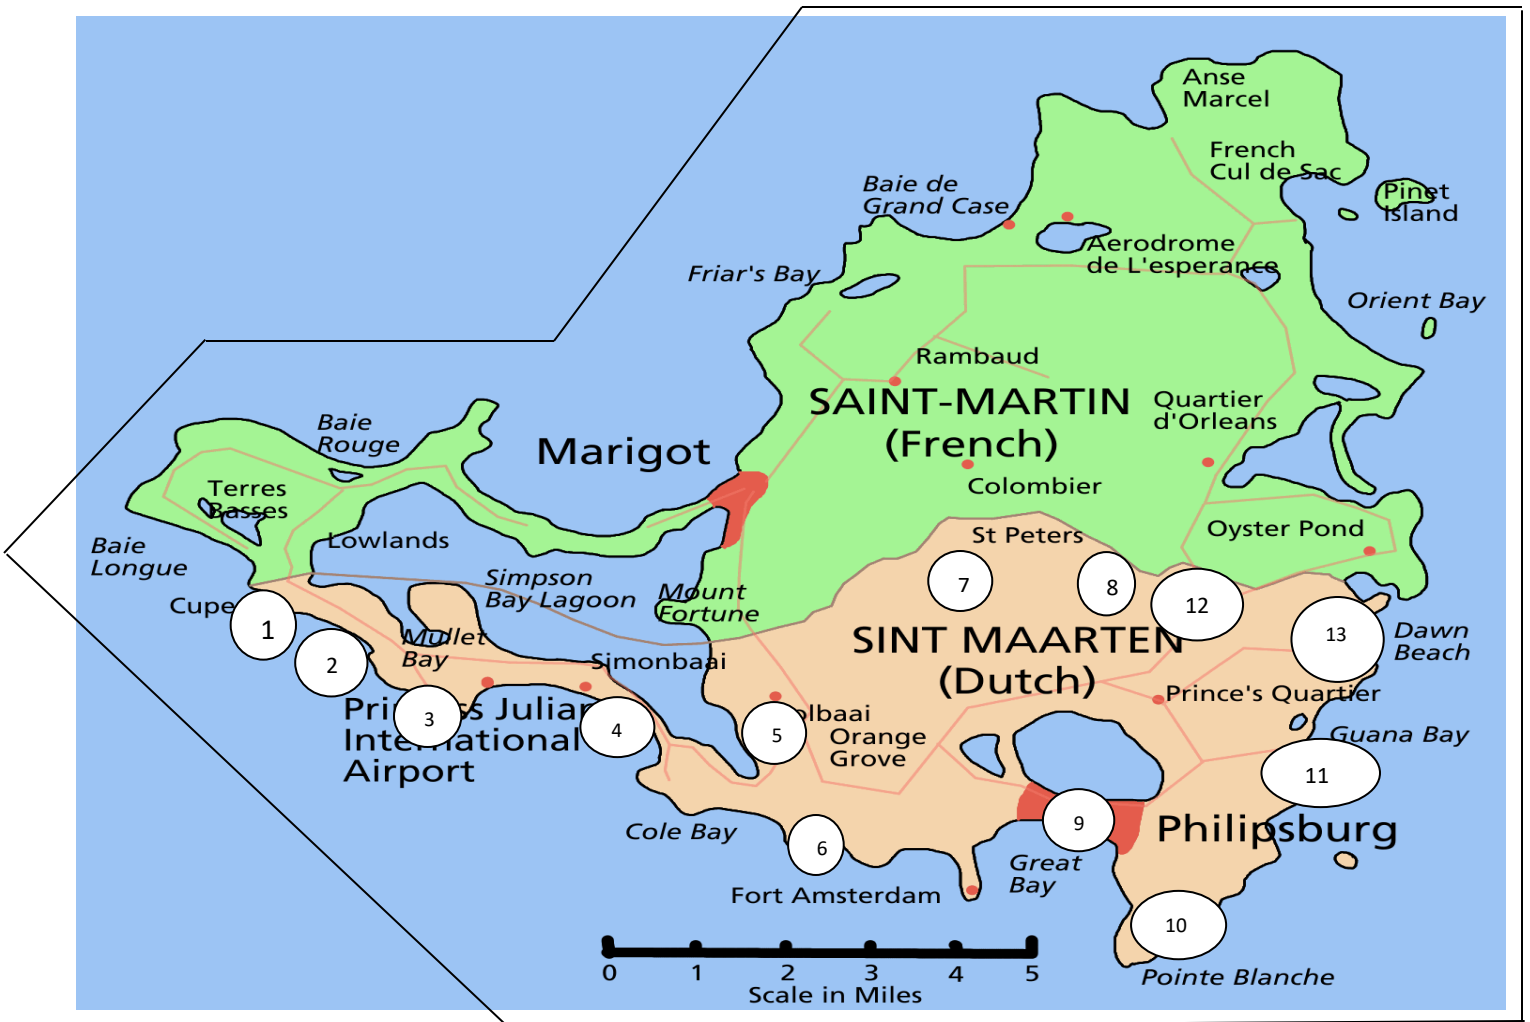 Anse
Marcel
French
Cul de Sac
Pinet
Island
Baie de
Grand Case
Aerodrome
de L'esperance
Friar's Bay
Orient Bay
Rambaud
SAINT-MARTIN
(French)
Quartier
d'Orleans
Baie
Rouge
Marigot
Colombier
Terres
Basses
Oyster Pond
St Peters
Lowlands
Baie
Longue
Simpson
Bay Lagoon
Mount
Fortune
7
8
12
Cupe
1
2
Mullet
Bay
SINT MAARTEN
(Dutch)
13
Dawn
Beach
Simonbaai
Prince's Quartier
3
4
5
olbaai
Orange
Grove
International
Airport
Guana Bay
11
Cole Bay
6
9
Philipsburg
Great
Bay
Fort Amsterdam
10
Pointe Blanche
0 1 2 3 4 5
Scale in Miles